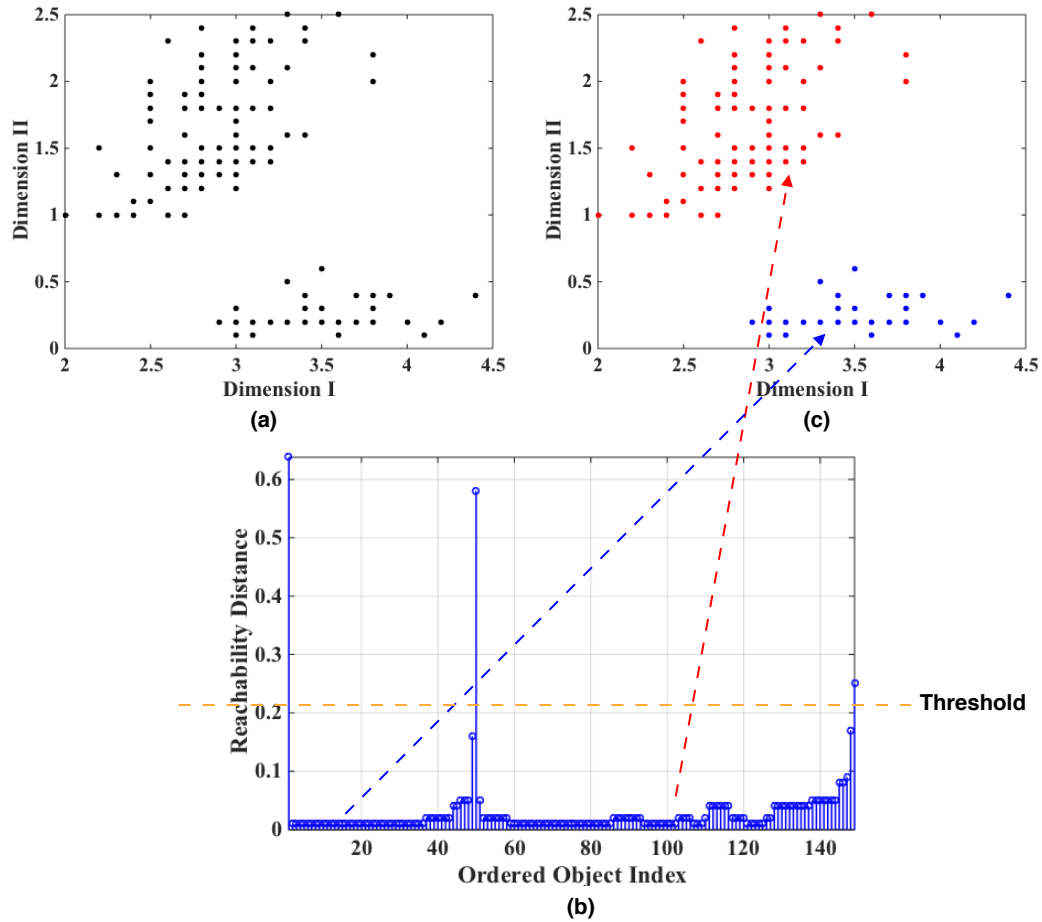 2.5
2
1.5
1
0.5
0
Dimension II
2 2.5 3 3.5 4 4.5
Dimension I
(a)
2.5
2
1.5
1
0.5
0
Dimension II
2 2.5 3 3.5 4 4.5
Dimension I
(c)
0.6
0.5
0.4
0.3
0.2
0.1
0
Reachability Distance
Threshold
20 40 60 80 100 120 140
Ordered Object Index
(b)